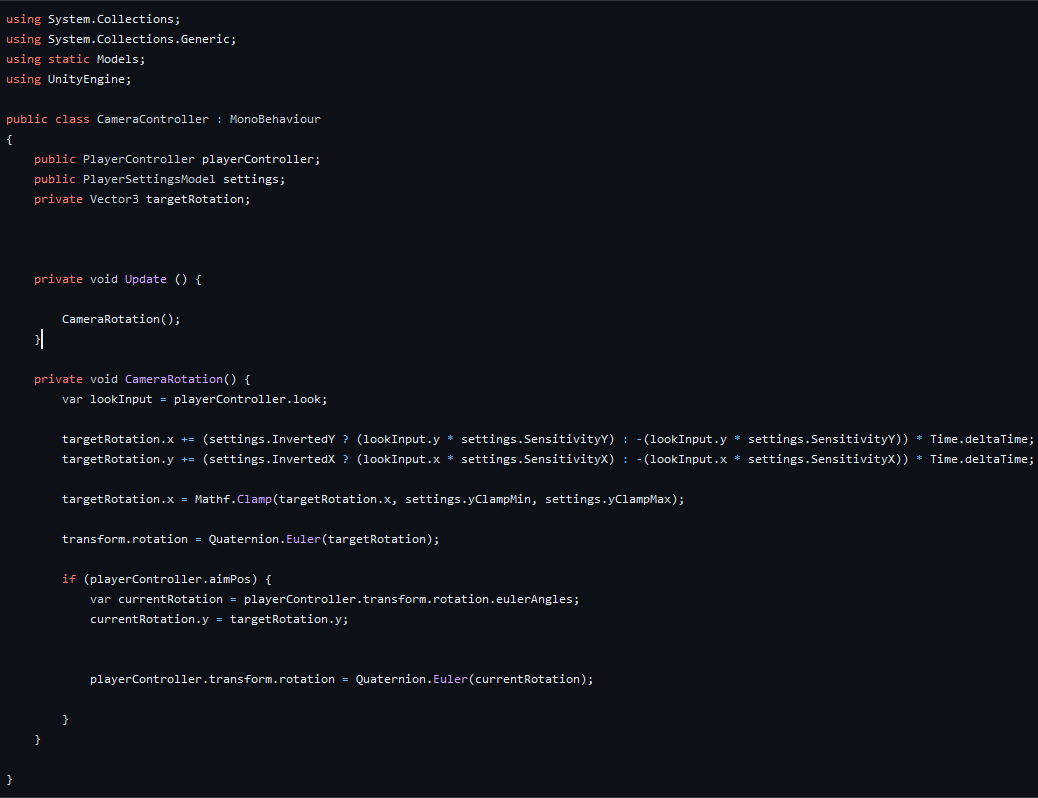 using System.Collections;
using System.Collections.Generic;
using static Models;
using UnityEngine;

public class CameraController : MonoBehaviour
{
    public PlayerController playerController;
    public PlayerSettingsModel settings;
    private Vector3 targetRotation;



    private void Update () {

        CameraRotation();
    }

    private void CameraRotation() {
        var lookInput = playerController.look;

        targetRotation.x += (settings.InvertedY ? (lookInput.y * settings.SensitivityY) : -(lookInput.y * settings.SensitivityY)) * Time.deltaTime;
        targetRotation.y += (settings.InvertedX ? (lookInput.x * settings.SensitivityX) : -(lookInput.x * settings.SensitivityX)) * Time.deltaTime;

        targetRotation.x = Mathf.Clamp(targetRotation.x, settings.yClampMin, settings.yClampMax);

        transform.rotation = Quaternion.Euler(targetRotation);

        if (playerController.aimPos) {
            var currentRotation = playerController.transform.rotation.eulerAngles;
            currentRotation.y = targetRotation.y;


            playerController.transform.rotation = Quaternion.Euler(currentRotation);

        }
    }

}